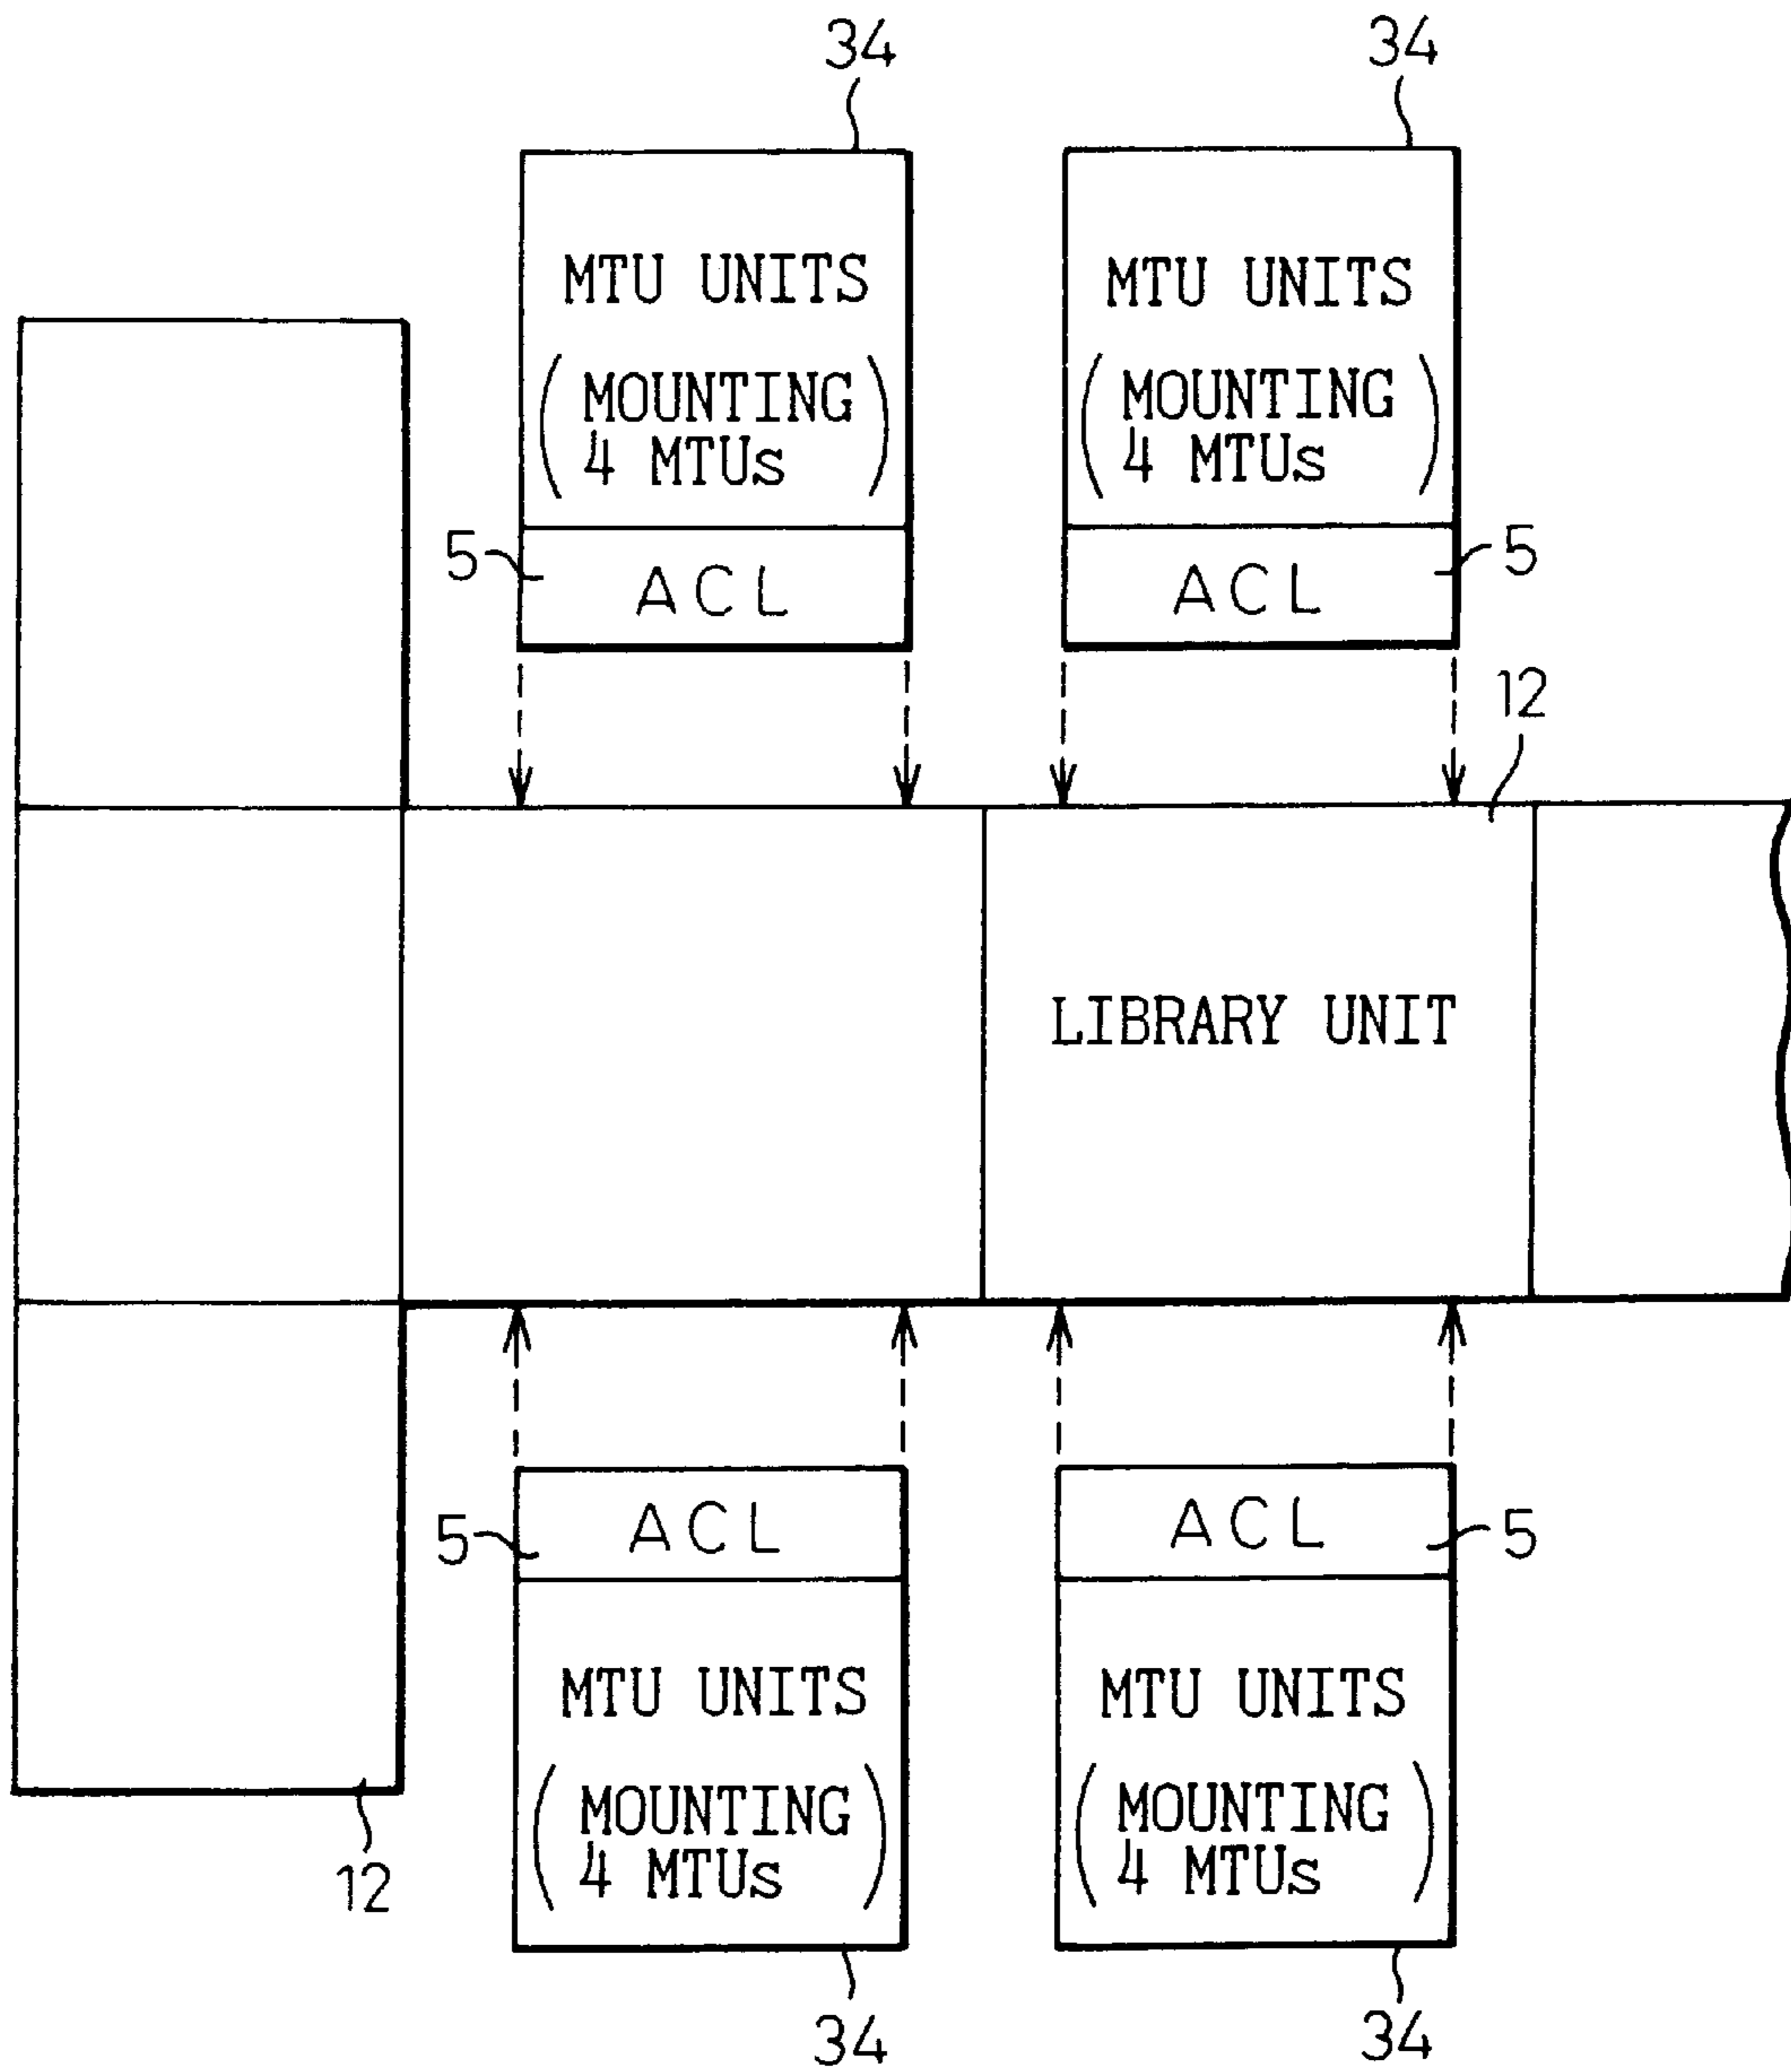 34
34
MTU UNITS
(MOUNTING
4 MTUs)
MTU UNITS
(MOUNTING
4 MTUs)
5
ACL
ACL
5
12
LIBRARY UNIT
5
ACL
ACL
5
MTU UNITS
(MOUNTING
4 MTUs)
MTU UNITS
(MOUNTING
4 MTUs)
12
34
34